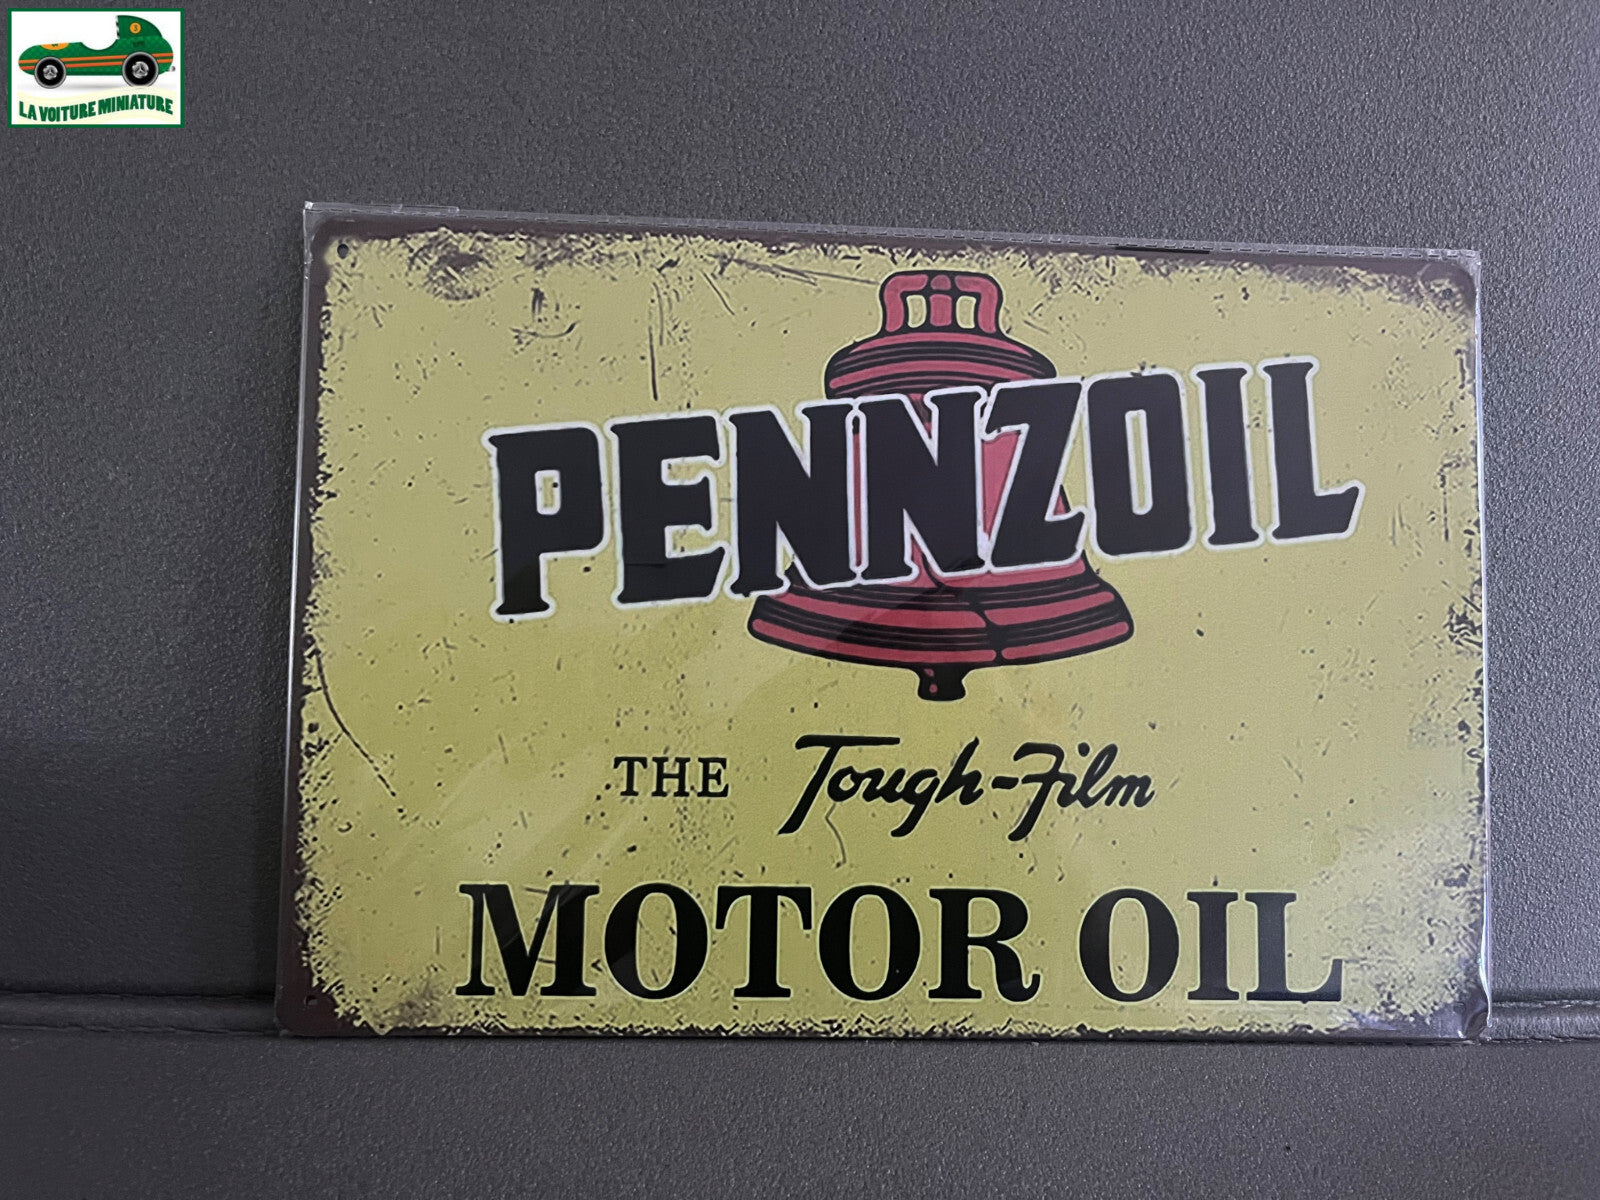 LA VOITURE MINIATURE
PENNZOIL
THE Tough-Film
MOTOR OIL